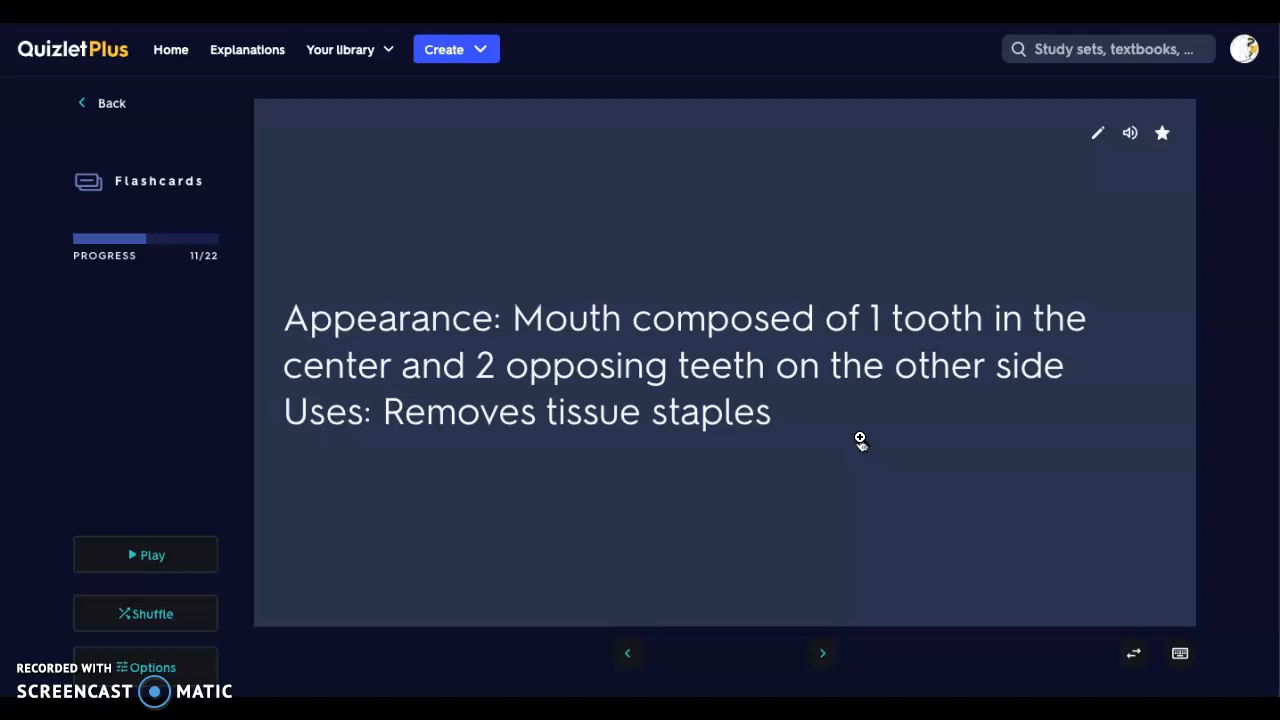 QuizletPlus Home Explanations Your library Create Study sets, textbooks, ...
Back
Flashcards
PROGRESS 11/22
Appearance: Mouth composed of 1 tooth in the
center and 2 opposing teeth on the other side
Uses: Removes tissue staples
Play
Shuffle
Options
RECORDED WITH
SCREENCAST MATIC